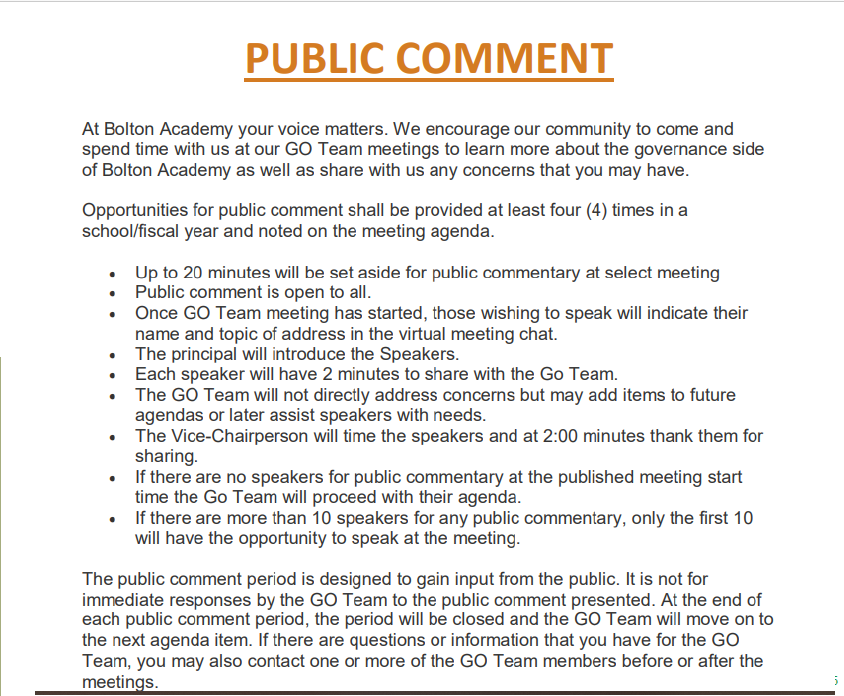 PUBLIC COMMENT
At Bolton Academy your voice matters. We encourage our community to come and
spend time with us at our GO Team meetings to learn more about the governance side
of Bolton Academy as well as share with us any concerns that you may have.
Opportunities for public comment shall be provided at least four (4) times in a
school/fiscal year and noted on the meeting agenda.
• Up to 20 minutes will be set aside for public commentary at select meeting
• Public comment is open to all.
• Once GO Team meeting has started, those wishing to speak will indicate their
name and topic of address in the virtual meeting chat.
• The principal will introduce the Speakers.
• Each speaker will have 2 minutes to share with the Go Team.
• The GO Team will not directly address concerns but may add items to future
agendas or later assist speakers with needs.
• The Vice-Chairperson will time the speakers and at 2:00 minutes thank them for
sharing.
• If there are no speakers for public commentary at the published meeting start
time the Go Team will proceed with their agenda.
• If there are more than 10 speakers for any public commentary, only the first 10
will have the opportunity to speak at the meeting.
The public comment period is designed to gain input from the public. It is not for
immediate responses by the GO Team to the public comment presented. At the end of
each public comment period, the period will be closed and the GO Team will move on to
the next agenda item. If there are questions or information that you have for the GO
Team, you may also contact one or more of the GO Team members before or after the
meetings.